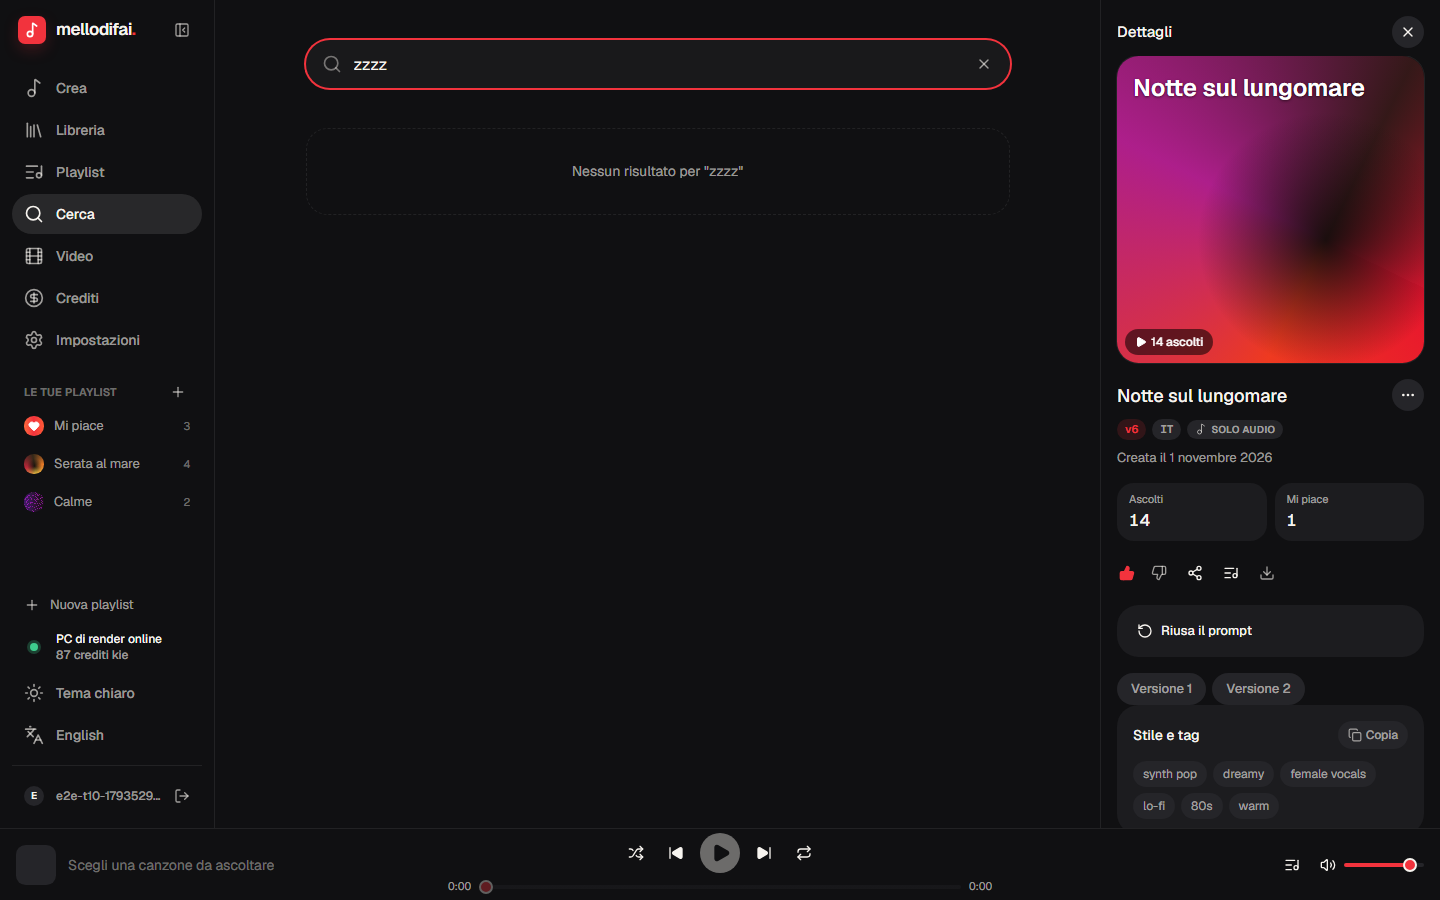 mellodifai.
Crea
Libreria
Playlist
Cerca
Video
Crediti
Impostazioni
LE TUE PLAYLIST
Mi piace 3
Serata al mare 4
Calme 2
Nuova playlist
PC di render online
87 crediti kie
Tema chiaro
English
E e2e-t10-1793529...
zzzz
Nessun risultato per "zzzz"
Dettagli
Notte sul lungomare
14 ascolti
Notte sul lungomare
v6 IT SOLO AUDIO
Creata il 1 novembre 2026
Ascolti
14
Mi piace
1
Riusa il prompt
Versione 1 Versione 2
Stile e tag Copia
synth pop dreamy female vocals
lo-fi 80s warm
Scegli una canzone da ascoltare
0:00 0:00